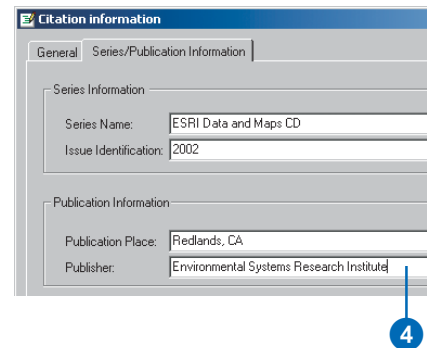 Citation information
General Series/Publication Information
Series Information
Series Name: ESRI Data and Maps CD
Issue Identification: 2002
Publication Information
Publication Place: Redlands, CA
Publisher: Environmental Systems Research Institute
4